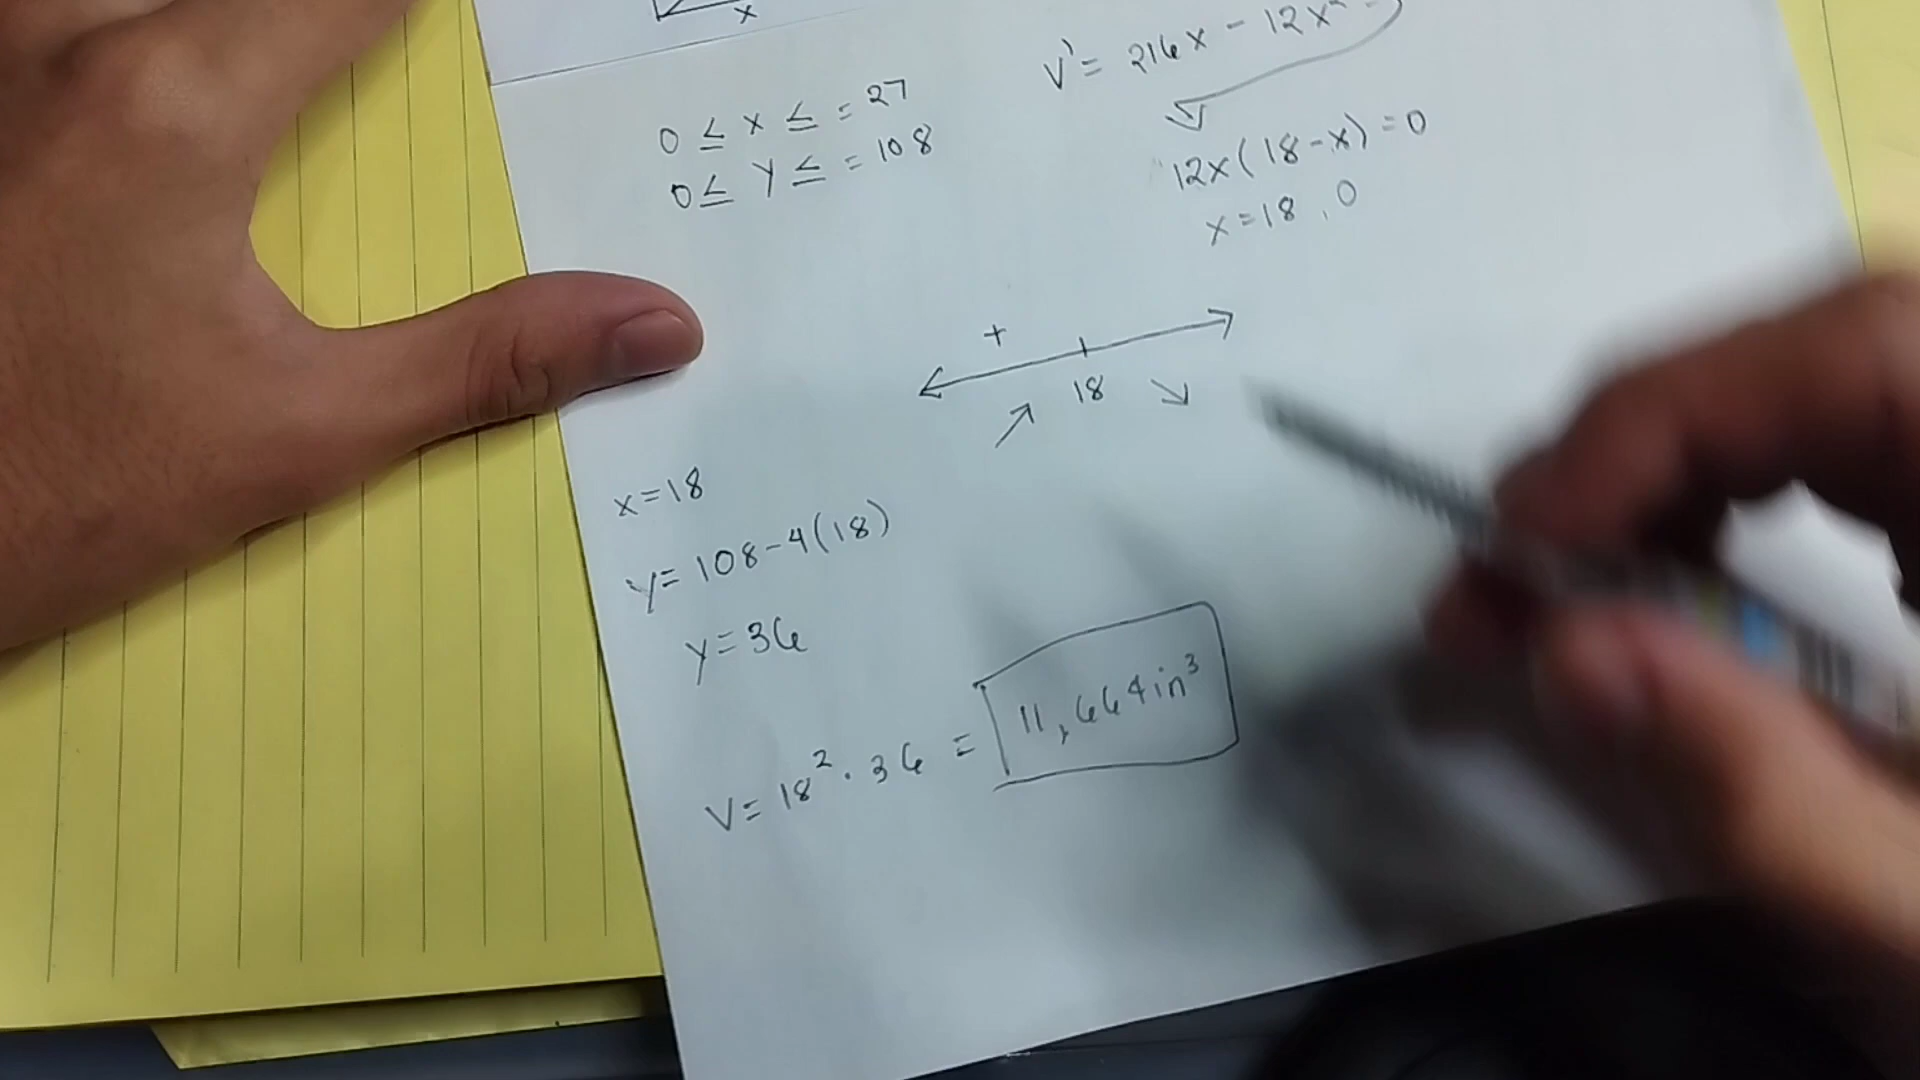 x
0 ≤ x ≤ = 27
0 ≤ y ≤ = 108
V' = 216x - 12x²
12x(18-x) = 0
x = 18, 0
+
18
x = 18
y = 108 - 4(18)
y = 36
V = 18² · 36 = 11,664 in³